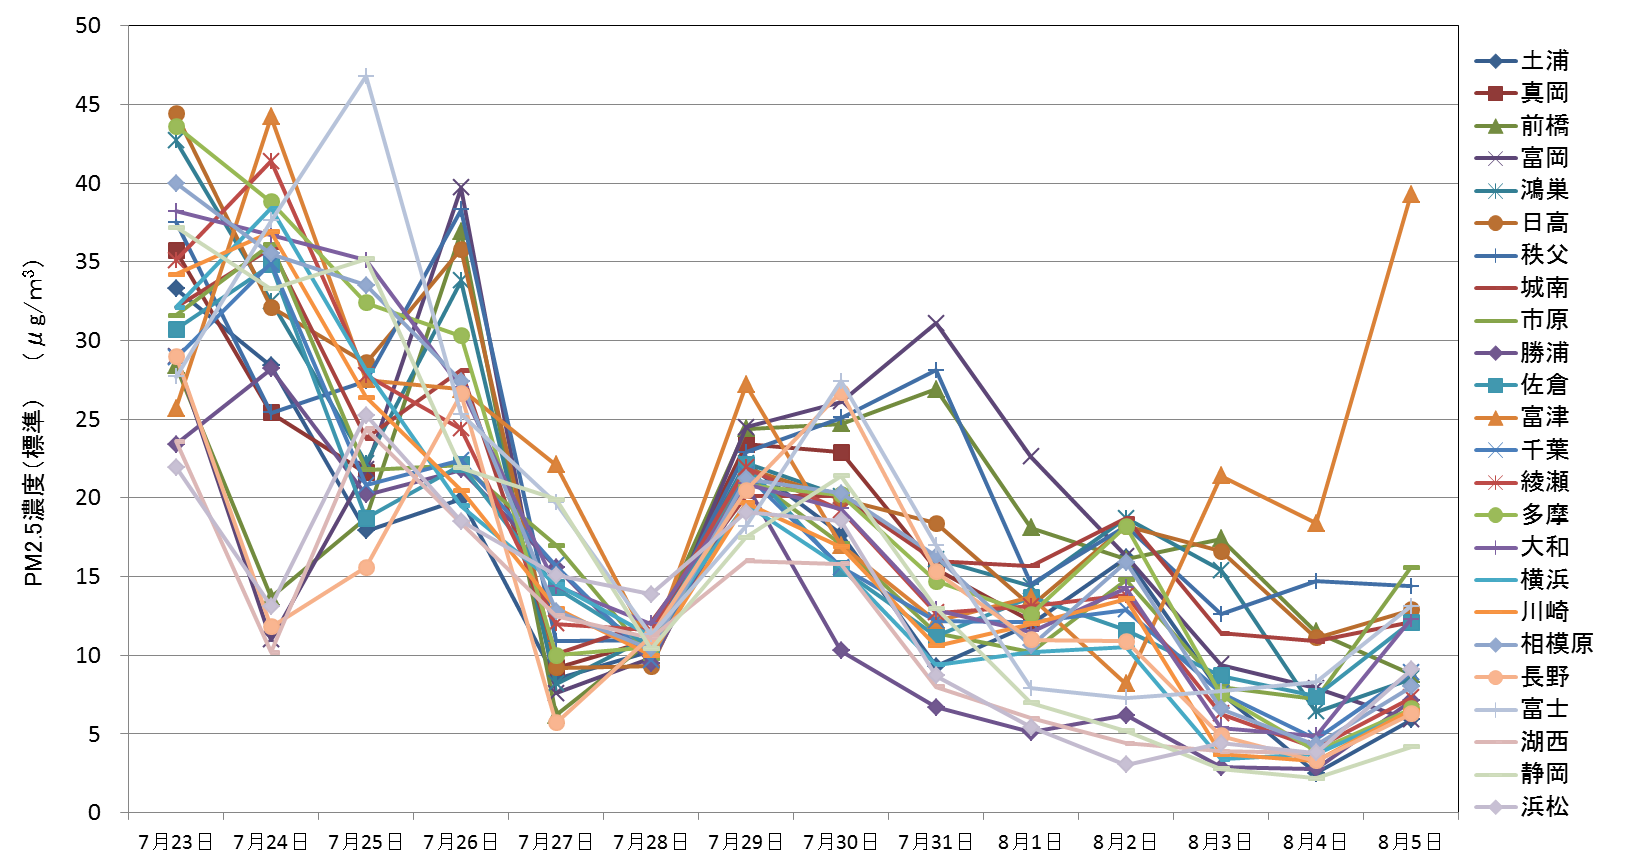 50
45
40
35
30
25
20
15
10
5
0
PM2.5濃度(標準)　(μg/m³)
7月23日 7月24日 7月25日 7月26日 7月27日 7月28日 7月29日 7月30日 7月31日 8月1日 8月2日 8月3日 8月4日 8月5日
土浦
真岡
前橋
富岡
鴻巣
日高
秩父
城南
市原
勝浦
佐倉
富津
千葉
綾瀬
多摩
大和
横浜
川崎
相模原
長野
富士
湖西
静岡
浜松